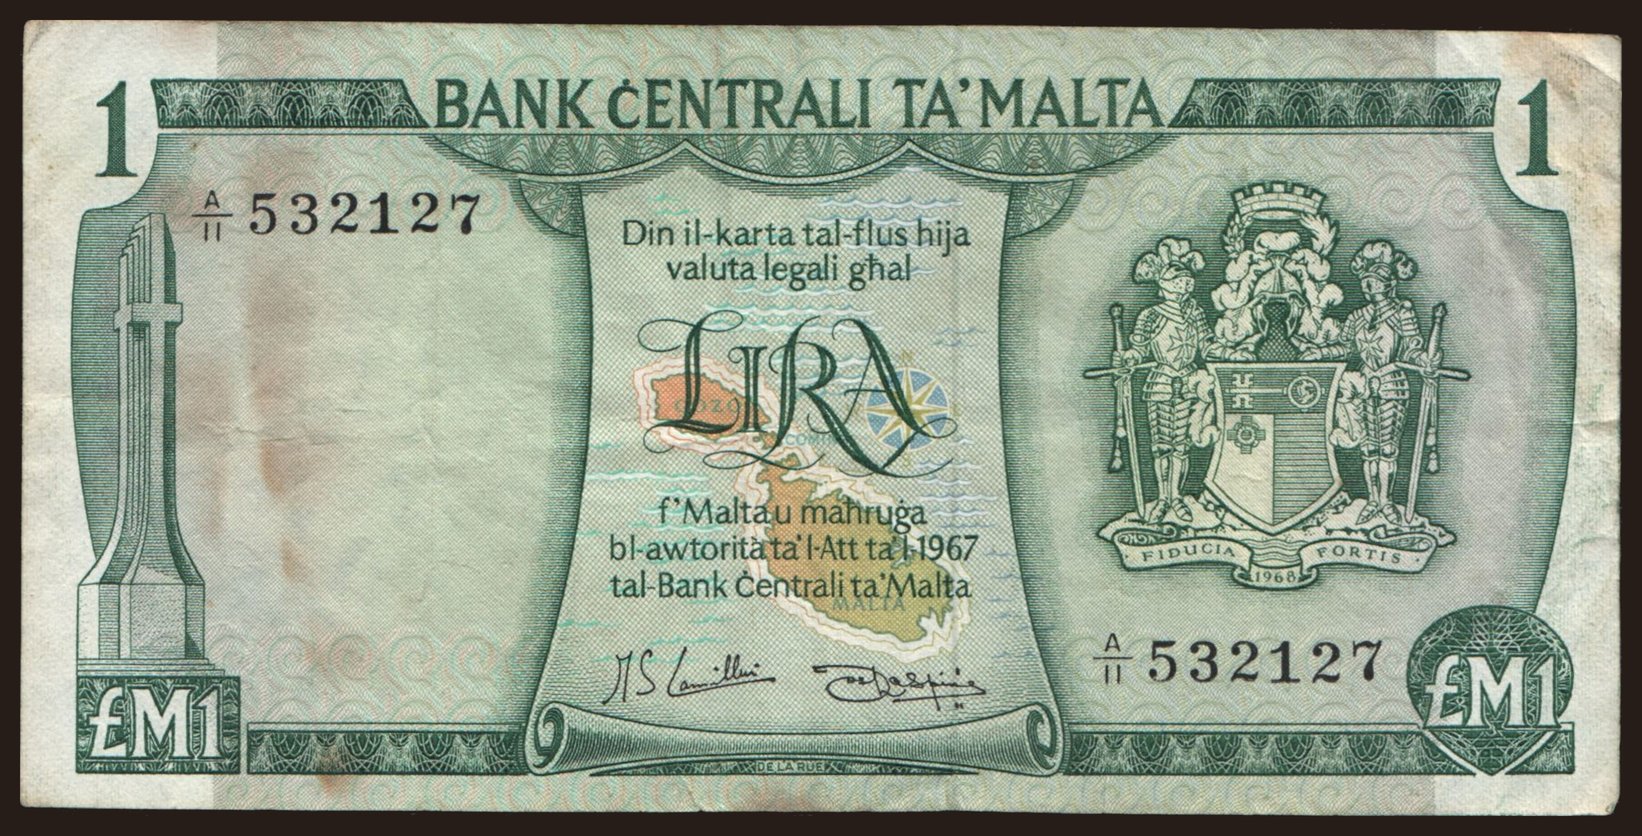 1 BANK ĊENTRALI TA' MALTA 1
A/11 532127
Din il-karta tal-flus hija
valuta legali għal
LIRA
GOZO
COMINO
f'Malta u maħruġa
bl-awtorità ta' l-Att ta' l-1967
tal-Bank Ċentrali ta' Malta
MALTA
FIDUCIA FORTIS
1968
A/11 532127
£M1
£M1
DE LA RUE